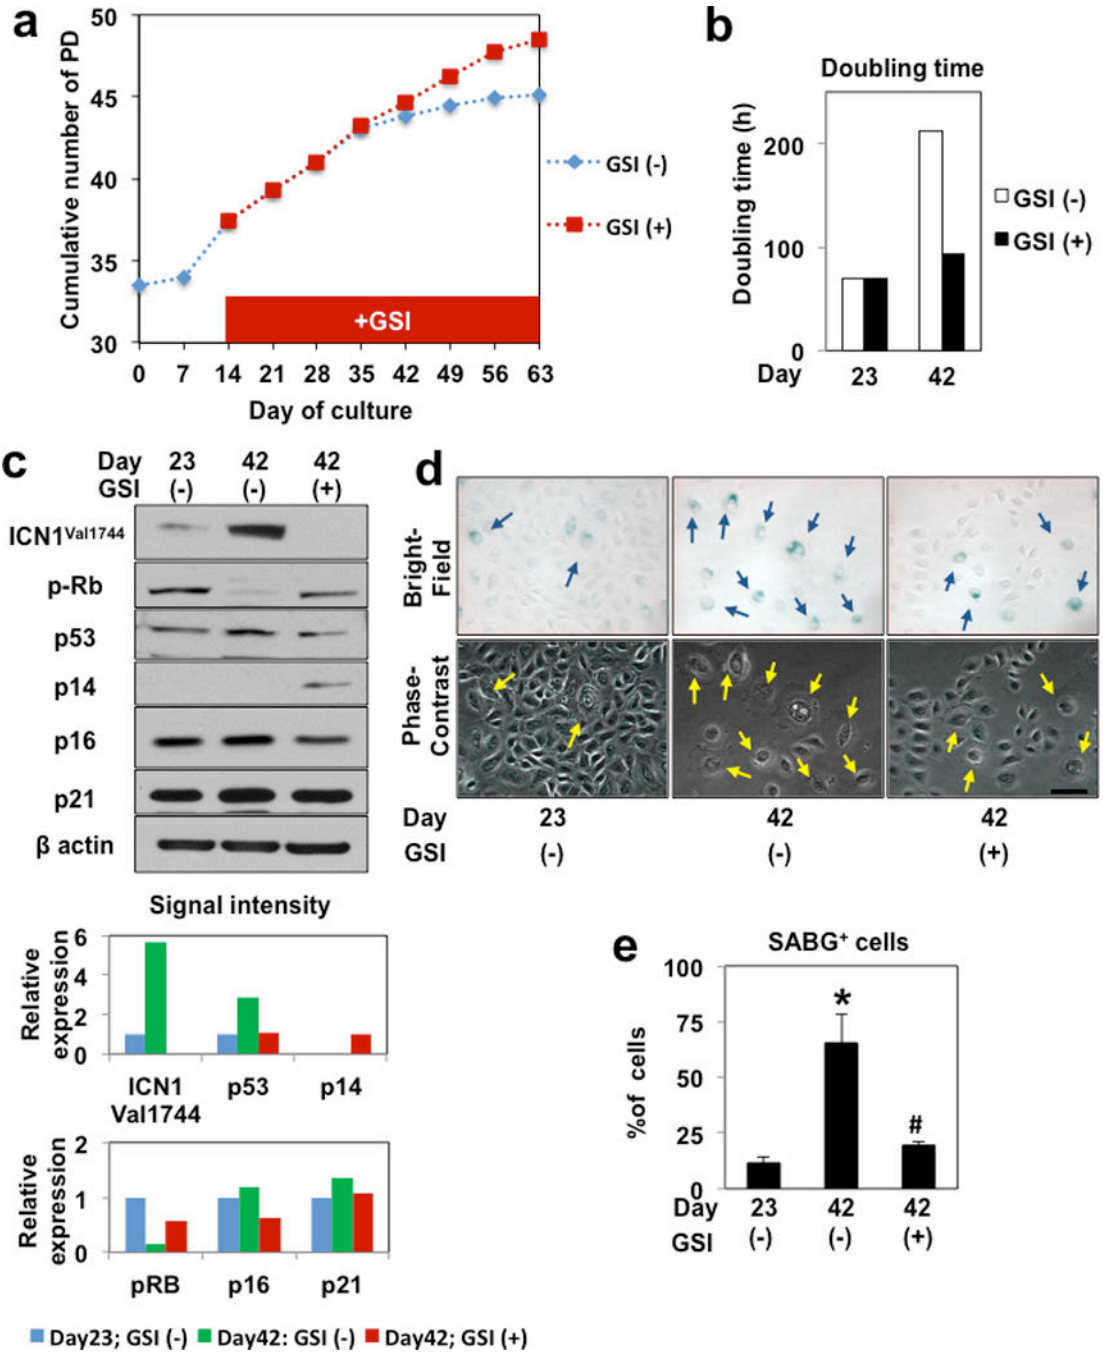 a
50
45
40
35
30
Cumulative number of PD
+GSI
0 7 14 21 28 35 42 49 56 63
Day of culture
GSI (-)
GSI (+)
b
Doubling time
Doubling time (h)
200
100
0
Day 23 42
GSI (-)
GSI (+)
c
Day 23 42 42
GSI (-) (-) (+)
ICN1Val1744
p-Rb
p53
p14
p16
p21
β actin
Signal intensity
Relative
expression
6
4
2
0
ICN1 p53 p14
Val1744
Relative
expression
2
1
0
pRB p16 p21
Day23; GSI (-) Day42: GSI (-) Day42; GSI (+)
d
Bright-
Field
Phase-
Contrast
Day 23 42 42
GSI (-) (-) (+)
e
SABG+ cells
%of cells
100
75
50
25
0
*
#
Day 23 42 42
GSI (-) (-) (+)